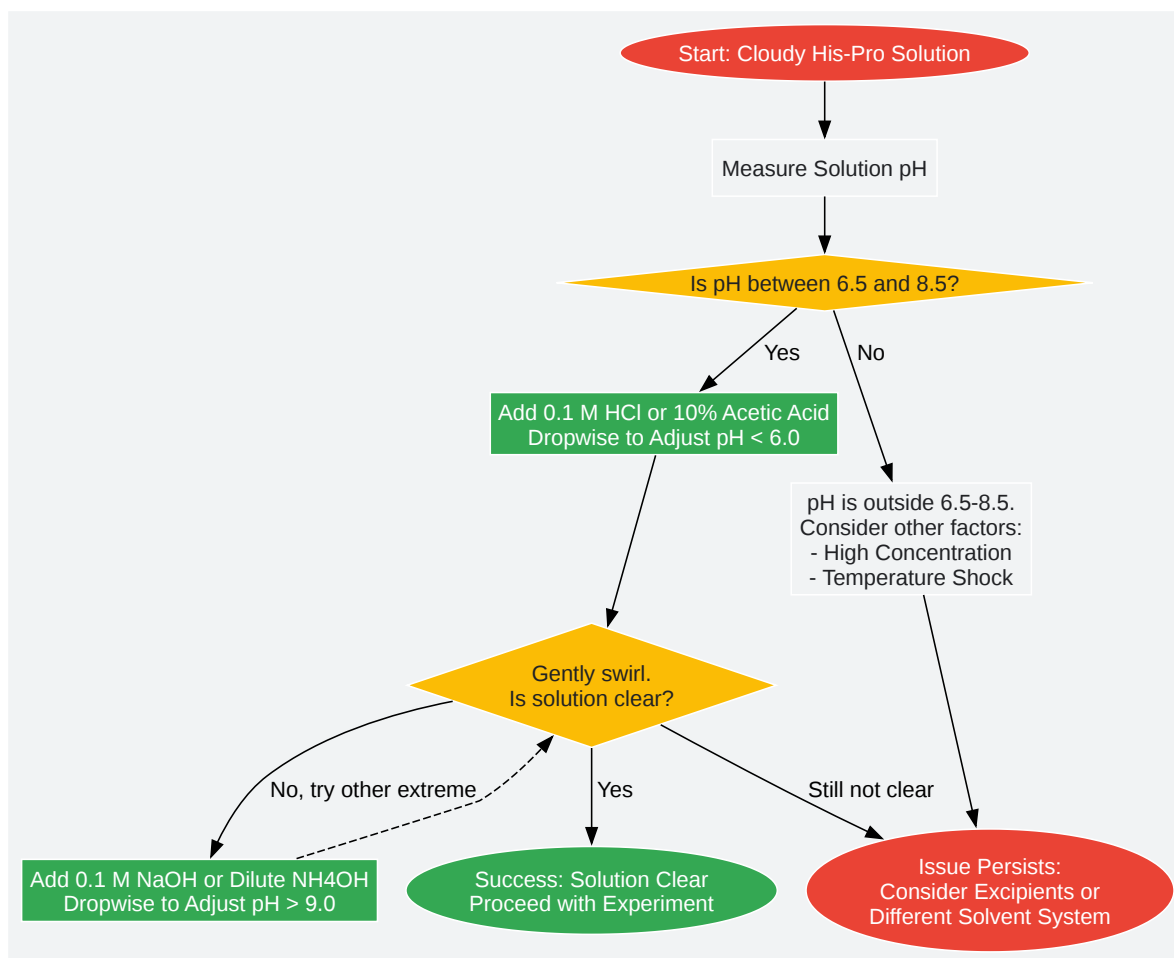 Start: Cloudy His-Pro Solution
Measure Solution pH
Is pH between 6.5 and 8.5?
Yes
No
Add 0.1 M HCl or 10% Acetic Acid
Dropwise to Adjust pH < 6.0
pH is outside 6.5-8.5.
Consider other factors:
- High Concentration
- Temperature Shock
Gently swirl.
Is solution clear?
No, try other extreme
Yes
Still not clear
Add 0.1 M NaOH or Dilute NH4OH
Dropwise to Adjust pH > 9.0
Success: Solution Clear
Proceed with Experiment
Issue Persists:
Consider Excipients or
Different Solvent System